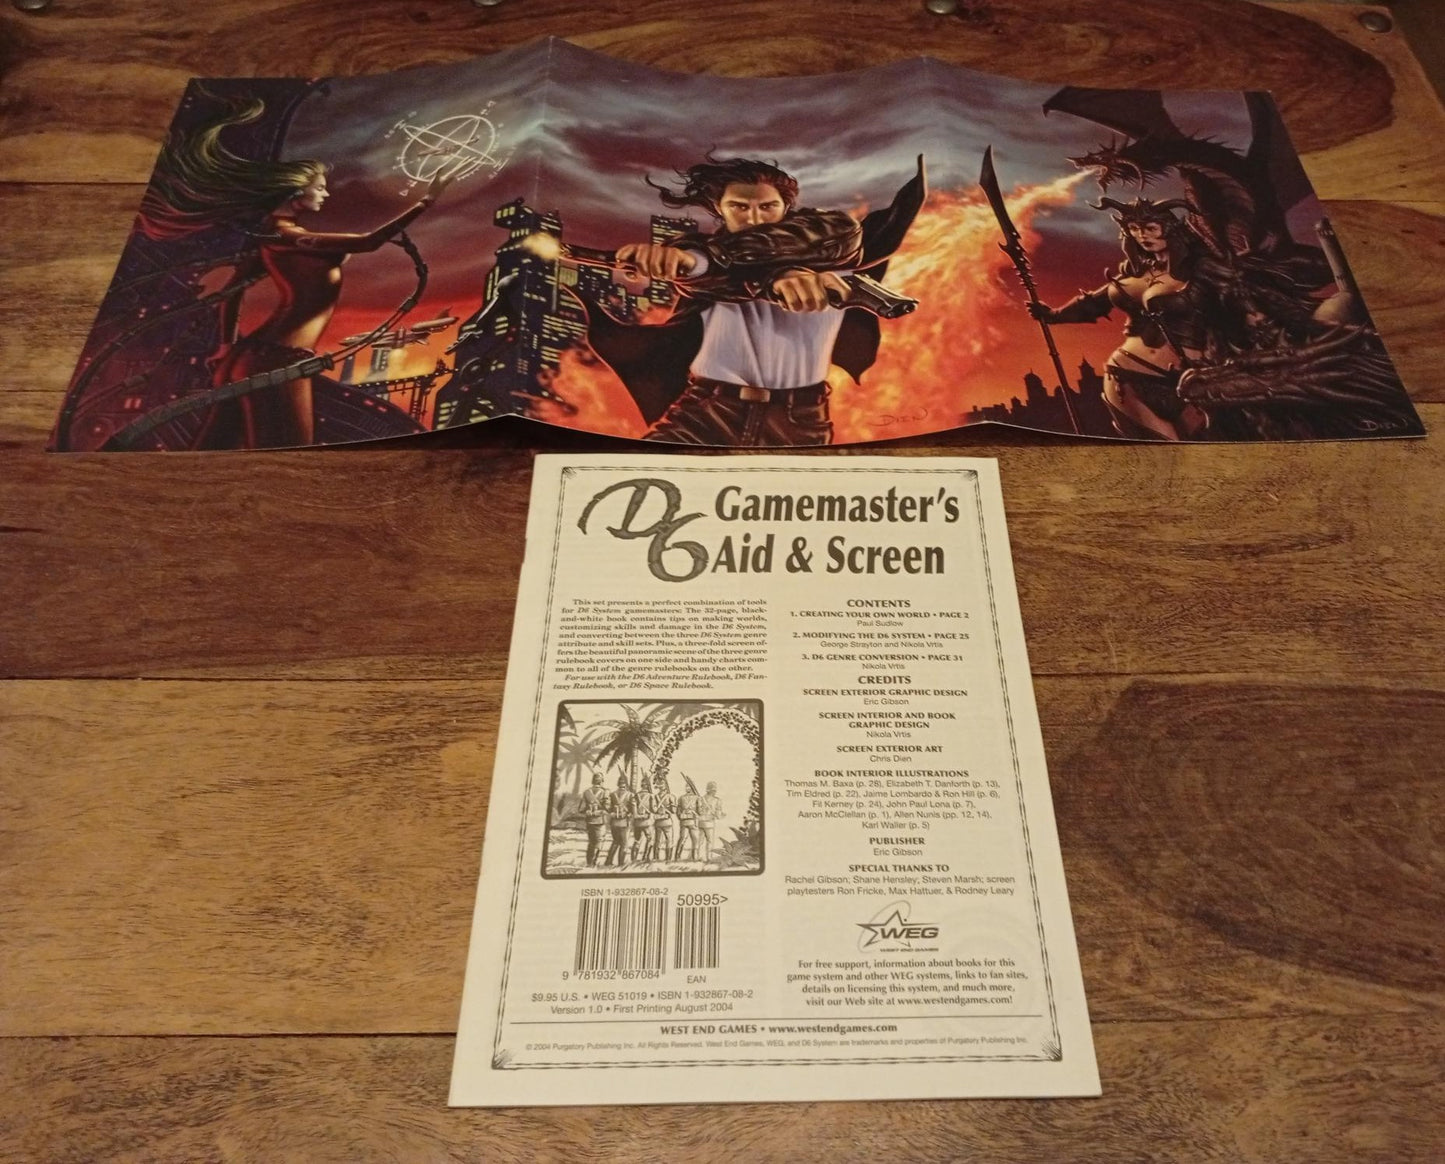 DIEN
DIEN
D6 Gamemaster's
Aid & Screen
This set presents a perfect combination of tools
for D6 System gamemasters: The 32-page, black-
and-white book contains tips on making worlds,
customizing skills and damage in the D6 System,
and converting between the three D6 System genre
attribute and skill sets. Plus, a three-fold screen of-
fers the beautiful panoramic scene of the three genre
rulebook covers on one side and handy charts com-
mon to all of the genre rulebooks on the other.
For use with the D6 Adventure Rulebook, D6 Fan-
tasy Rulebook, or D6 Space Rulebook.
ISBN 1-932867-08-2
50995>
9 781932 867084
EAN
$9.95 U.S. • WEG 51019 • ISBN 1-932867-08-2
Version 1.0 • First Printing August 2004
CONTENTS
1. CREATING YOUR OWN WORLD • PAGE 2
Paul Sudlow
2. MODIFYING THE D6 SYSTEM • PAGE 25
George Strayton and Nikola Vrtis
3. D6 GENRE CONVERSION • PAGE 31
Nikola Vrtis
CREDITS
SCREEN EXTERIOR GRAPHIC DESIGN
Eric Gibson
SCREEN INTERIOR AND BOOK
GRAPHIC DESIGN
Nikola Vrtis
SCREEN EXTERIOR ART
Chris Dien
BOOK INTERIOR ILLUSTRATIONS
Thomas M. Baxa (p. 28), Elizabeth T. Danforth (p. 13),
Tim Eldred (p. 22), Jaime Lombardo & Ron Hill (p. 6),
Fil Kerney (p. 24), John Paul Lona (p. 7),
Aaron McClellan (p. 1), Allen Nunis (pp. 12, 14),
Karl Waller (p. 5)
PUBLISHER
Eric Gibson
SPECIAL THANKS TO
Rachel Gibson; Shane Hensley; Steven Marsh; screen
playtesters Ron Fricke, Max Hattuer, & Rodney Leary
WEG
WEST END GAMES
For free support, information about books for this
game system and other WEG systems, links to fan sites,
details on licensing this system, and much more,
visit our Web site at www.westendgames.com!
WEST END GAMES • www.westendgames.com
© 2004 Purgatory Publishing Inc. All Rights Reserved. West End Games, WEG, and D6 System are trademarks and properties of Purgatory Publishing Inc.